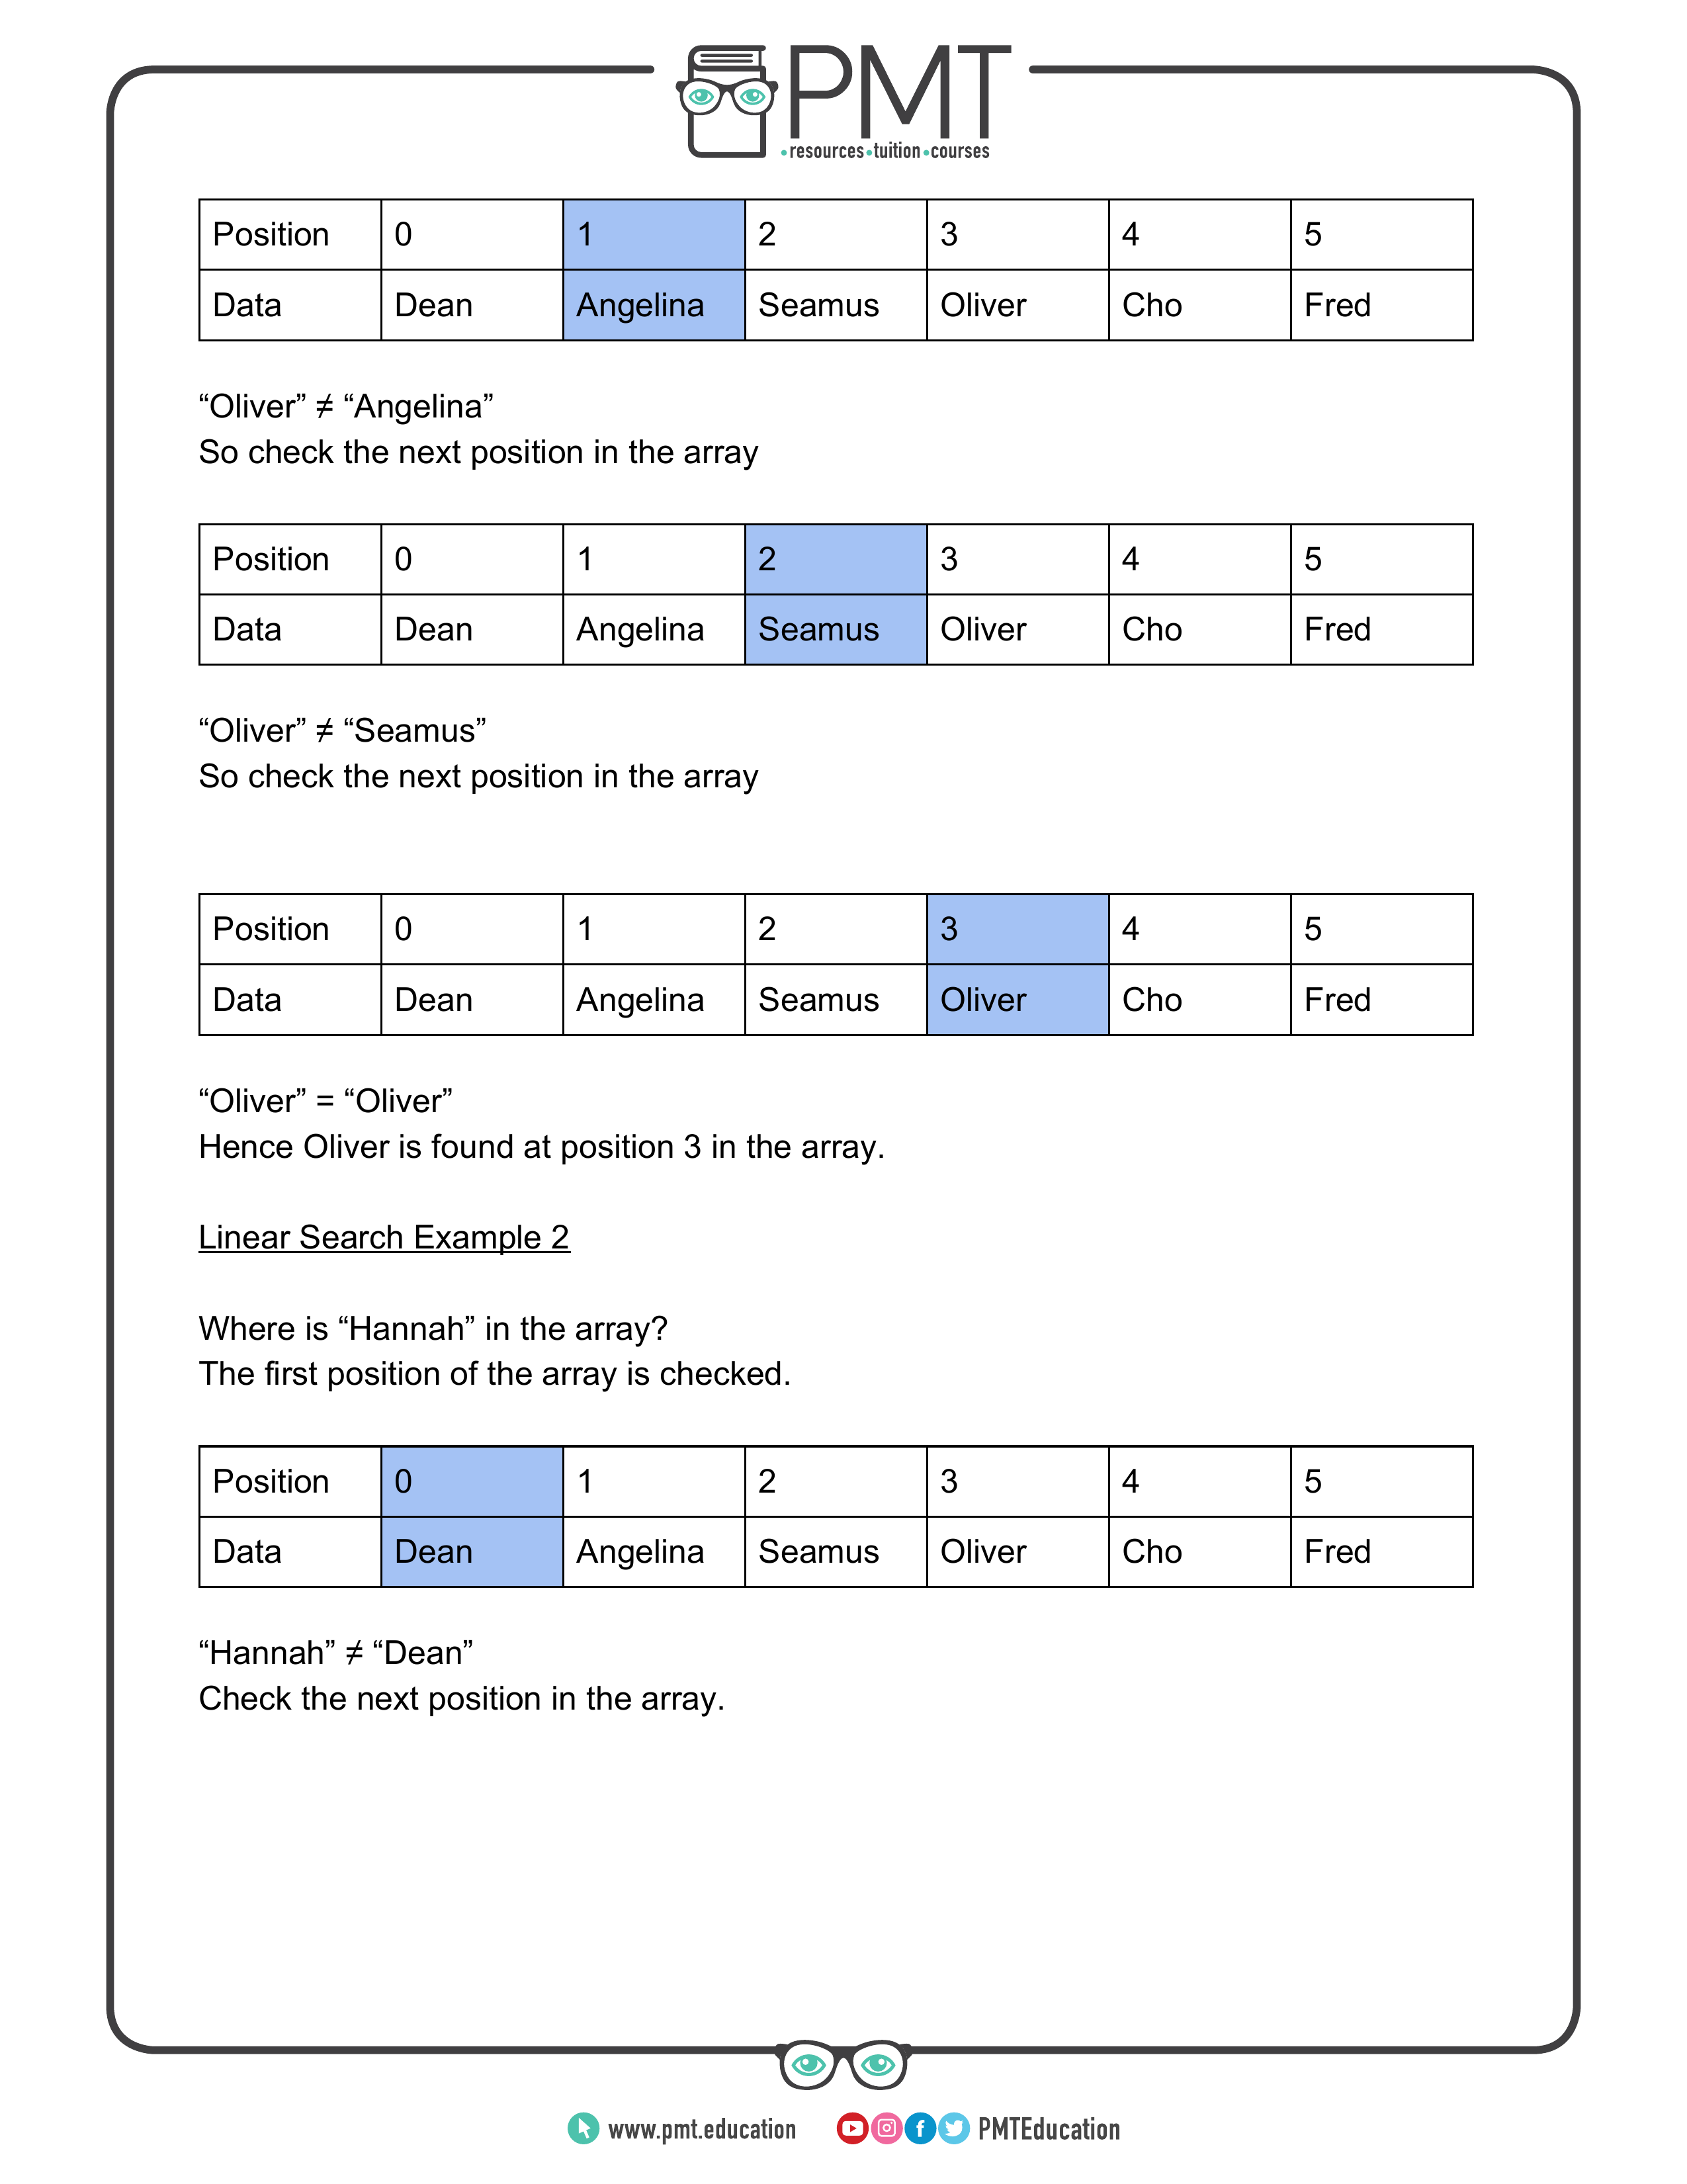 PMT
•resources•tuition•courses
Position 0 1 2 3 4 5
Data Dean Angelina Seamus Oliver Cho Fred
“Oliver” ≠ “Angelina”
So check the next position in the array
Position 0 1 2 3 4 5
Data Dean Angelina Seamus Oliver Cho Fred
“Oliver” ≠ “Seamus”
So check the next position in the array
Position 0 1 2 3 4 5
Data Dean Angelina Seamus Oliver Cho Fred
“Oliver” = “Oliver”
Hence Oliver is found at position 3 in the array.
Linear Search Example 2
Where is “Hannah” in the array?
The first position of the array is checked.
Position 0 1 2 3 4 5
Data Dean Angelina Seamus Oliver Cho Fred
“Hannah” ≠ “Dean”
Check the next position in the array.
www.pmt.education PMTEducation